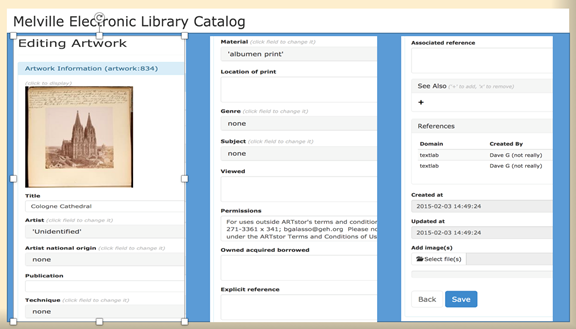 Melville Electronic Library Catalog
Editing Artwork
Artwork Information (artwork:834)
(click to display)
Title
Cologne Cathedral
Artist (click field to change it)
'Unidentified'
Artist national origin (click field to change it)
none
Publication
Technique (click field to change it)
none
Material (click field to change it)
'albumen print'
Location of print
Genre (click field to change it)
none
Subject (click field to change it)
none
Viewed
Permissions
For uses outside ARTstor's terms and condition
271-3361 x 341; bgalasso@geh.org Please no
under the ARTstor Terms and Conditions of Us
Owned acquired borrowed
Explicit reference
Associated reference
See Also ('+' to add, 'x' to remove)
+
References
Domain Created By
textlab Dave G (not really)
textlab Dave G (not really)
Created at
2015-02-03 14:49:24
Updated at
2015-02-03 14:49:24
Add image(s)
Select file(s)
Back Save